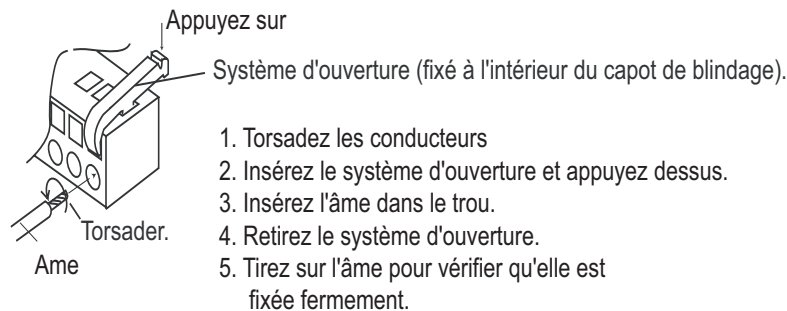 Appuyez sur
Système d'ouverture (fixé à l'intérieur du capot de blindage).
1. Torsadez les conducteurs
2. Insérez le système d'ouverture et appuyez dessus.
3. Insérez l'âme dans le trou.
4. Retirez le système d'ouverture.
5. Tirez sur l'âme pour vérifier qu'elle est
fixée fermement.
Torsader.
Ame